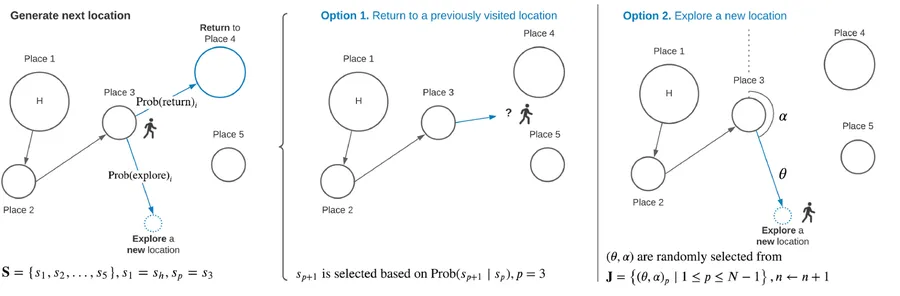 Generate next location
Return to
Place 4
Place 1
H
Place 3
Prob(return)i
Place 5
Prob(explore)i
Place 2
Explore a
new location
S = {s1, s2, . . . , s5}, s1 = sh, sp = s3
Option 1. Return to a previously visited location
Place 4
Place 1
H
Place 3
?
Place 5
Place 2
sp+1 is selected based on Prob(sp+1 | sp), p = 3
Option 2. Explore a new location
Place 4
Place 1
Place 3
H
α
Place 5
θ
Place 2
Explore a
new location
(θ, α) are randomly selected from
J = {(θ, α)p | 1 ≤ p ≤ N − 1}, n ← n + 1